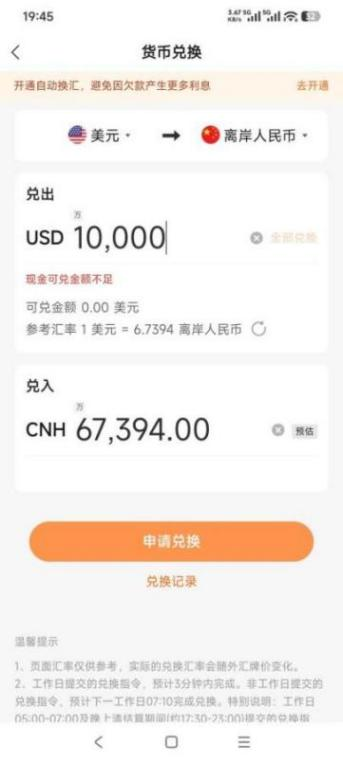 19:45
3.67 5G 5G
KB/s
52
货币兑换
开通自动换汇，避免因欠款产生更多利息 去开通
美元 离岸人民币
兑出
万
USD 10,000 全部兑换
现金可兑金额不足
可兑金额 0.00 美元
参考汇率 1 美元 = 6.7394 离岸人民币
兑入
万
CNH 67,394.00 预估
申请兑换
兑换记录
温馨提示
1、页面汇率仅供参考，实际的兑换汇率会随外汇牌价变化。
2、工作日提交的兑换指令，预计3分钟内完成。非工作日提交的
兑换指令，预计下一工作日07:10完成兑换。特别说明：工作日
05:00-07:00及晚上清结算期间(约17:30-23:00)提交的兑换指